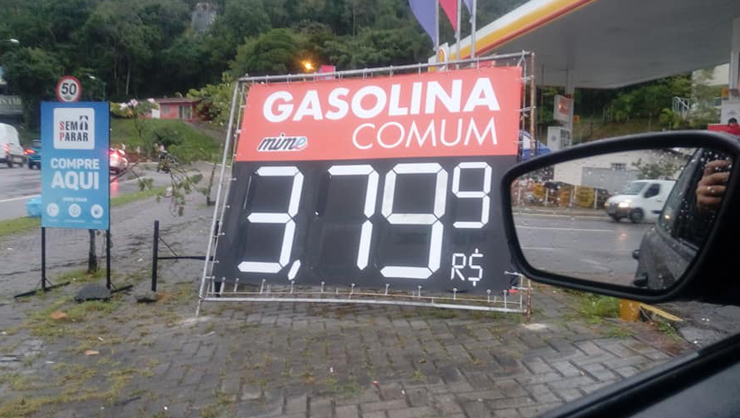 GASOLINA
mime COMUM
3,799
R$
50
SEM
PARAR
COMPRE
AQUI